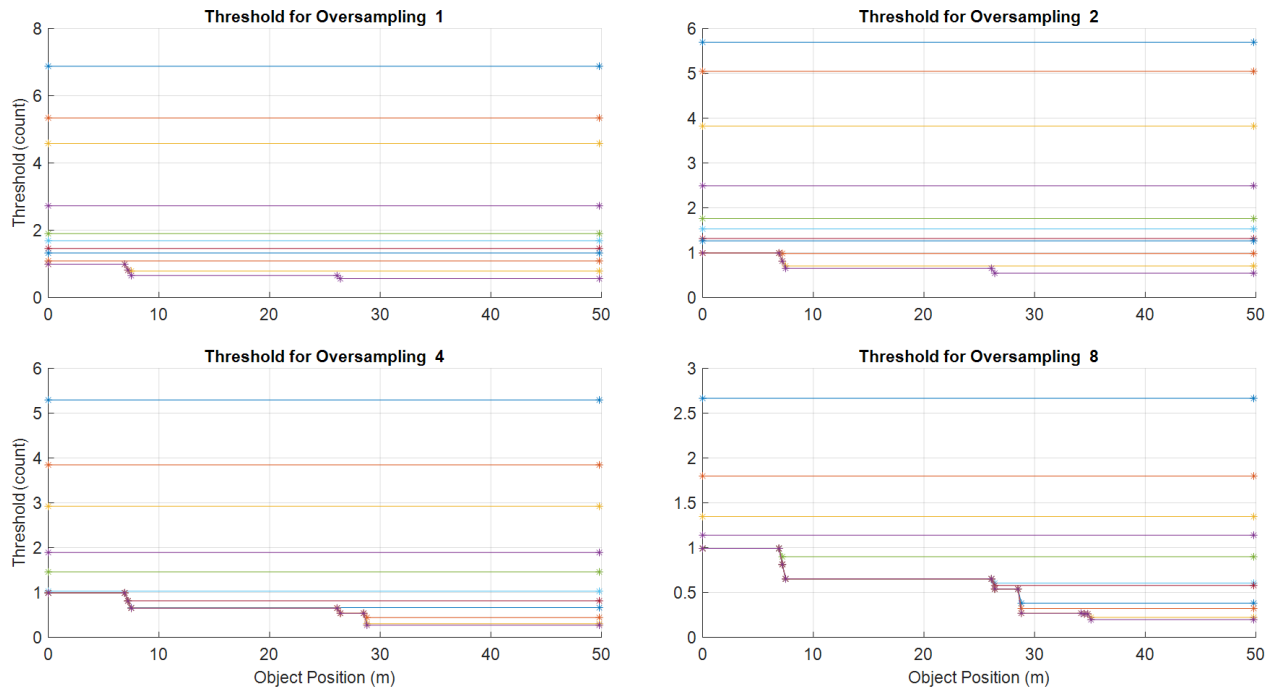 Threshold for Oversampling 1
Threshold (count)
8
6
4
2
0
0 10 20 30 40 50
Threshold for Oversampling 2
6
5
4
3
2
1
0
0 10 20 30 40 50
Threshold for Oversampling 4
Threshold (count)
6
5
4
3
2
1
0
0 10 20 30 40 50
Object Position (m)
Threshold for Oversampling 8
3
2.5
2
1.5
1
0.5
0
0 10 20 30 40 50
Object Position (m)